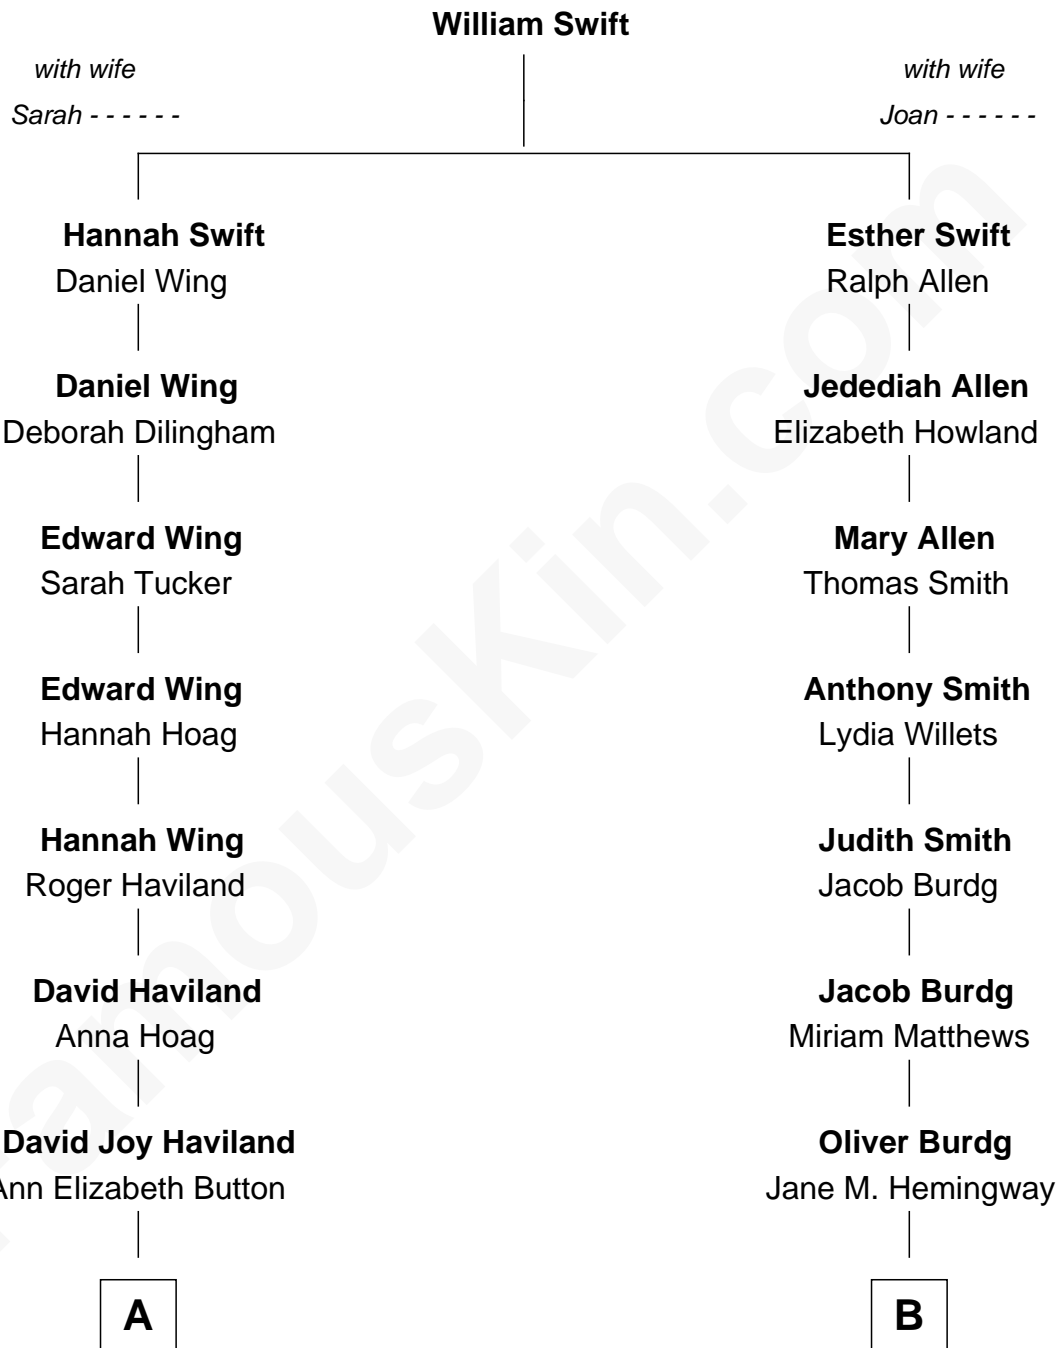 William Swift
with wife
Sarah - - - - - -
with wife
Joan - - - - - -
Hannah Swift
Daniel Wing
Esther Swift
Ralph Allen
Daniel Wing
Deborah Dilingham
Jedediah Allen
Elizabeth Howland
Edward Wing
Sarah Tucker
Mary Allen
Thomas Smith
Edward Wing
Hannah Hoag
Anthony Smith
Lydia Willets
Hannah Wing
Roger Haviland
Judith Smith
Jacob Burdg
David Haviland
Anna Hoag
Jacob Burdg
Miriam Matthews
David Joy Haviland
Ann Elizabeth Button
Oliver Burdg
Jane M. Hemingway
A
B
FamousKin.com